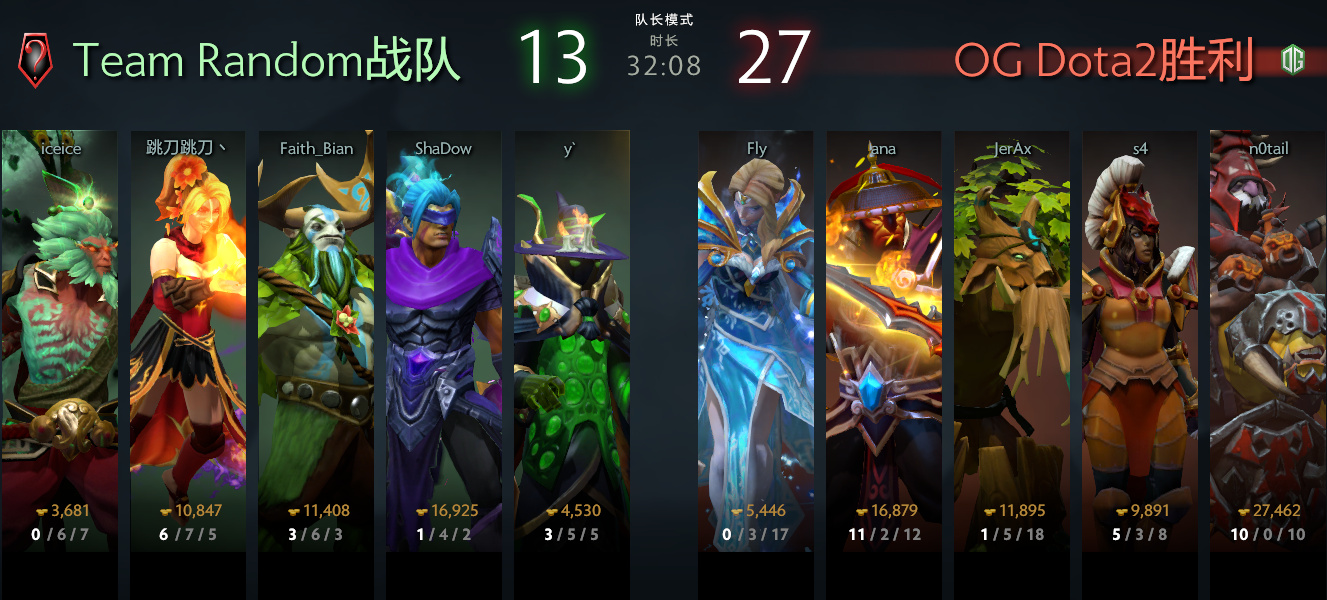 队长模式
Team Random战队 13 时长 27 OG Dota2胜利 OG
32:08
iceice 跳刀跳刀丶 Faith_Bian ShaDow y` Fly ana JerAx s4 n0tail
3,681 10,847 11,408 16,925 4,530 5,446 16,879 11,895 9,891 27,462
0 / 6 / 7 6 / 7 / 5 3 / 6 / 3 1 / 4 / 2 3 / 5 / 5 0 / 3 / 17 11 / 2 / 12 1 / 5 / 18 5 / 3 / 8 10 / 0 / 10